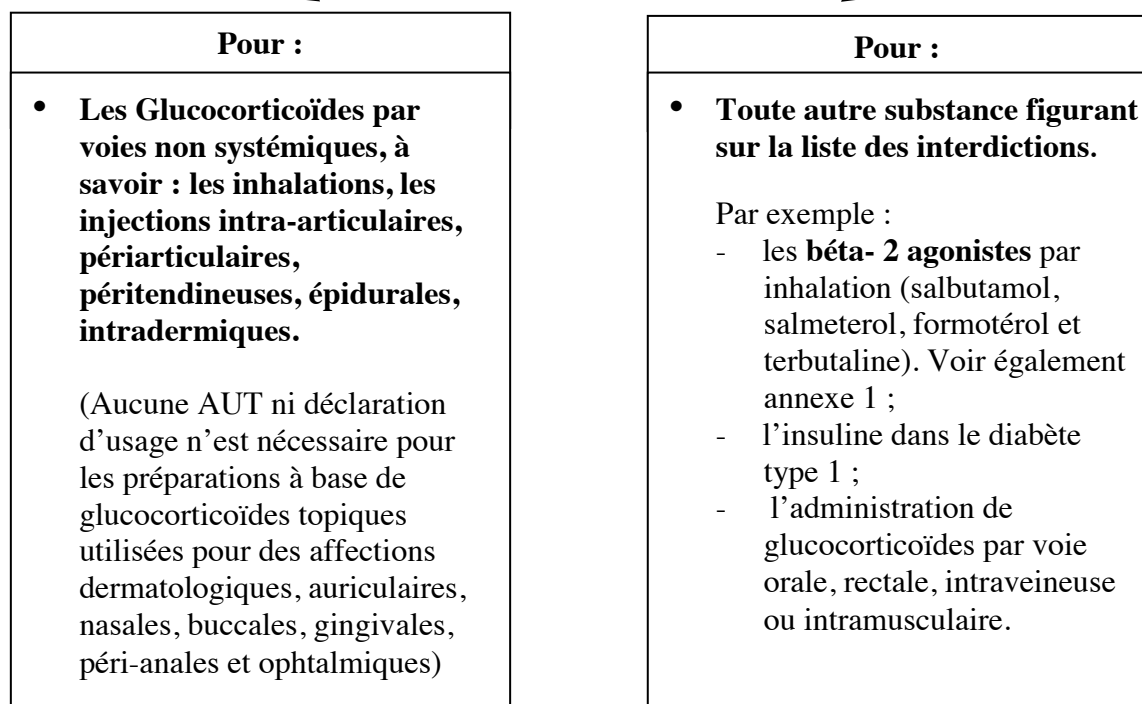 Pour :
• Les Glucocorticoïdes par
voies non systémiques, à
savoir : les inhalations, les
injections intra-articulaires,
périarticulaires,
péritendineuses, épidurales,
intradermiques.
(Aucune AUT ni déclaration
d’usage n’est nécessaire pour
les préparations à base de
glucocorticoïdes topiques
utilisées pour des affections
dermatologiques, auriculaires,
nasales, buccales, gingivales,
péri-anales et ophtalmiques)
Pour :
• Toute autre substance figurant
sur la liste des interdictions.
Par exemple :
- les béta- 2 agonistes par
inhalation (salbutamol,
salmeterol, formotérol et
terbutaline). Voir également
annexe 1 ;
- l’insuline dans le diabète
type 1 ;
- l’administration de
glucocorticoïdes par voie
orale, rectale, intraveineuse
ou intramusculaire.